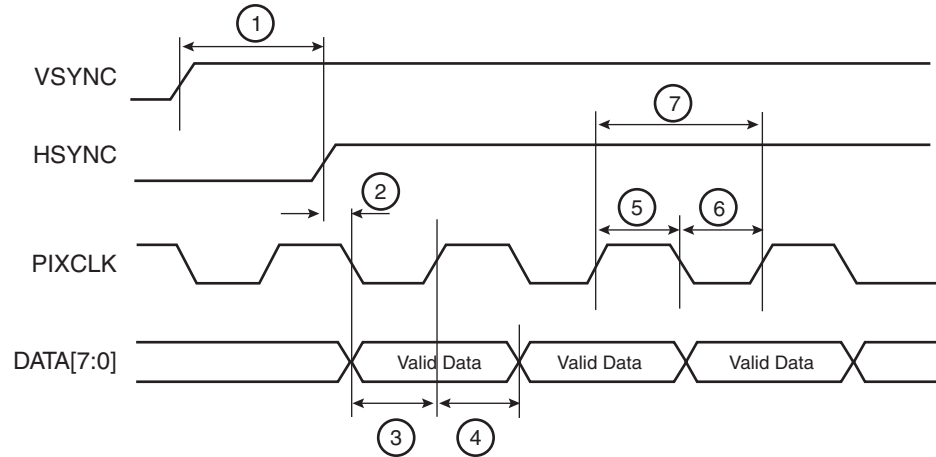 1
VSYNC
7
HSYNC
2
5
6
PIXCLK
DATA[7:0]
Valid Data
Valid Data
Valid Data
3
4